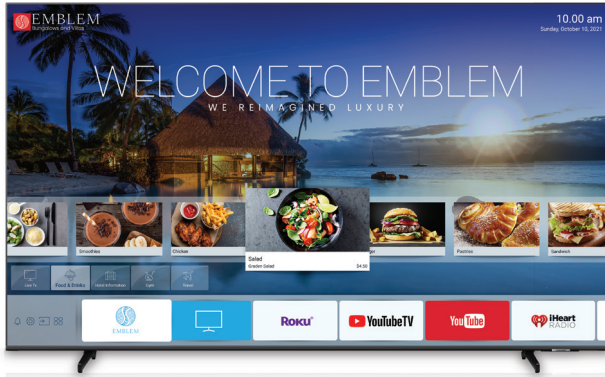 EMBLEM
Bungalows and Villas
10.00 am
Sunday, October 10, 2021
WELCOME TO EMBLEM
WE REIMAGINED LUXURY
Smoothies
Chicken
Salad
Graden Salad $4.50
Pastries
Sandwich
Live Tv
Food & Drinks
Hotel Information
Gym
Travel
EMBLEM
ROKU
YouTubeTV
YouTube
iHeart
RADIO